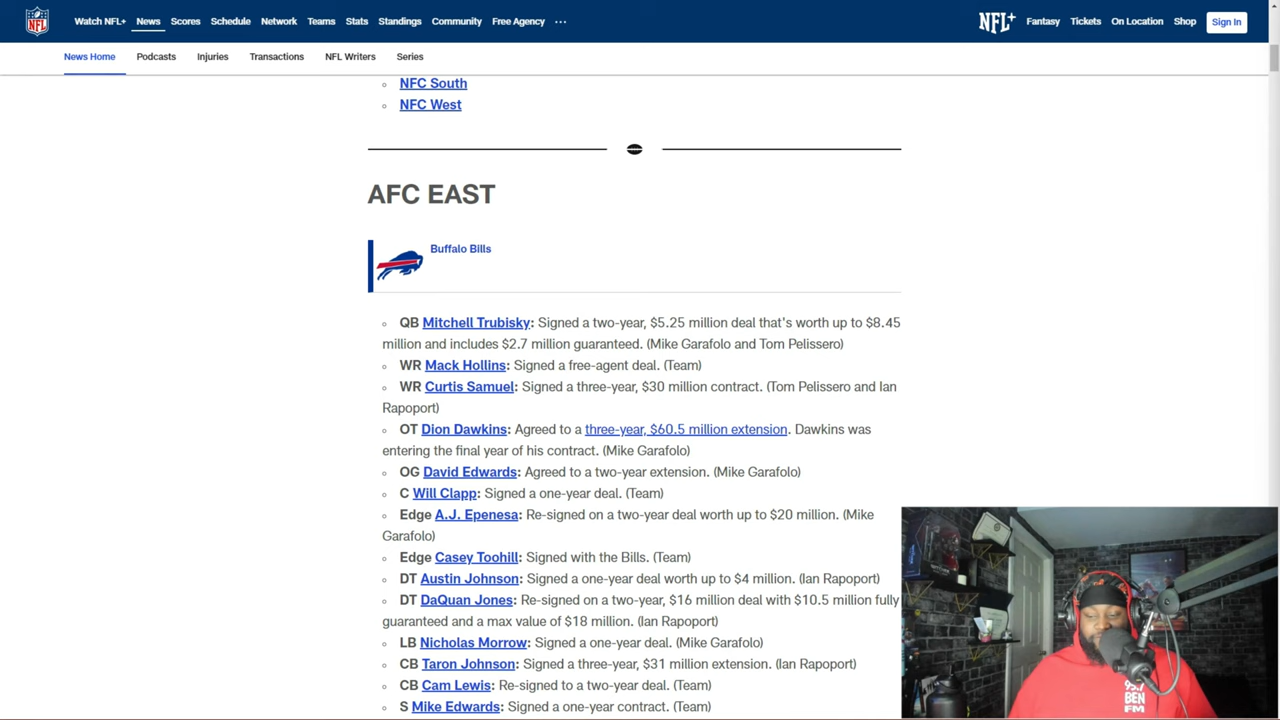 NFL
Watch NFL+ News Scores Schedule Network Teams Stats Standings Community Free Agency ...
NFL+ Fantasy Tickets On Location Shop Sign In
News Home Podcasts Injuries Transactions NFL Writers Series
NFC South
NFC West
AFC EAST
Buffalo Bills
QB Mitchell Trubisky: Signed a two-year, $5.25 million deal that's worth up to $8.45
million and includes $2.7 million guaranteed. (Mike Garafolo and Tom Pelissero)
WR Mack Hollins: Signed a free-agent deal. (Team)
WR Curtis Samuel: Signed a three-year, $30 million contract. (Tom Pelissero and Ian
Rapoport)
OT Dion Dawkins: Agreed to a three-year, $60.5 million extension. Dawkins was
entering the final year of his contract. (Mike Garafolo)
OG David Edwards: Agreed to a two-year extension. (Mike Garafolo)
C Will Clapp: Signed a one-year deal. (Team)
Edge A.J. Epenesa: Re-signed on a two-year deal worth up to $20 million. (Mike
Garafolo)
Edge Casey Toohill: Signed with the Bills. (Team)
DT Austin Johnson: Signed a one-year deal worth up to $4 million. (Ian Rapoport)
DT DaQuan Jones: Re-signed on a two-year, $16 million deal with $10.5 million fully
guaranteed and a max value of $18 million. (Ian Rapoport)
LB Nicholas Morrow: Signed a one-year deal. (Mike Garafolo)
CB Taron Johnson: Signed a three-year, $31 million extension. (Ian Rapoport)
CB Cam Lewis: Re-signed to a two-year deal. (Team)
S Mike Edwards: Signed a one-year contract. (Team)
95.7
BEN
FM